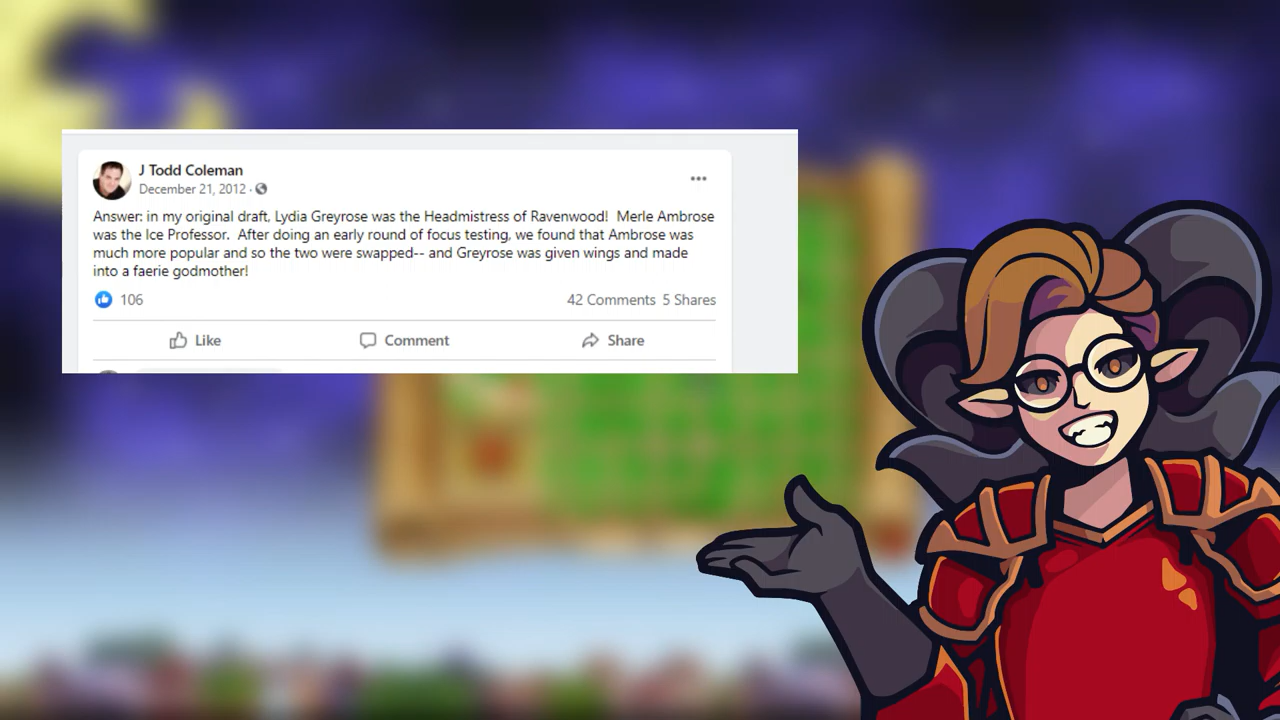 J Todd Coleman
December 21, 2012 ·
Answer: in my original draft, Lydia Greyrose was the Headmistress of Ravenwood!  Merle Ambrose
was the Ice Professor.  After doing an early round of focus testing, we found that Ambrose was
much more popular and so the two were swapped-- and Greyrose was given wings and made
into a faerie godmother!
106 42 Comments 5 Shares
Like Comment Share